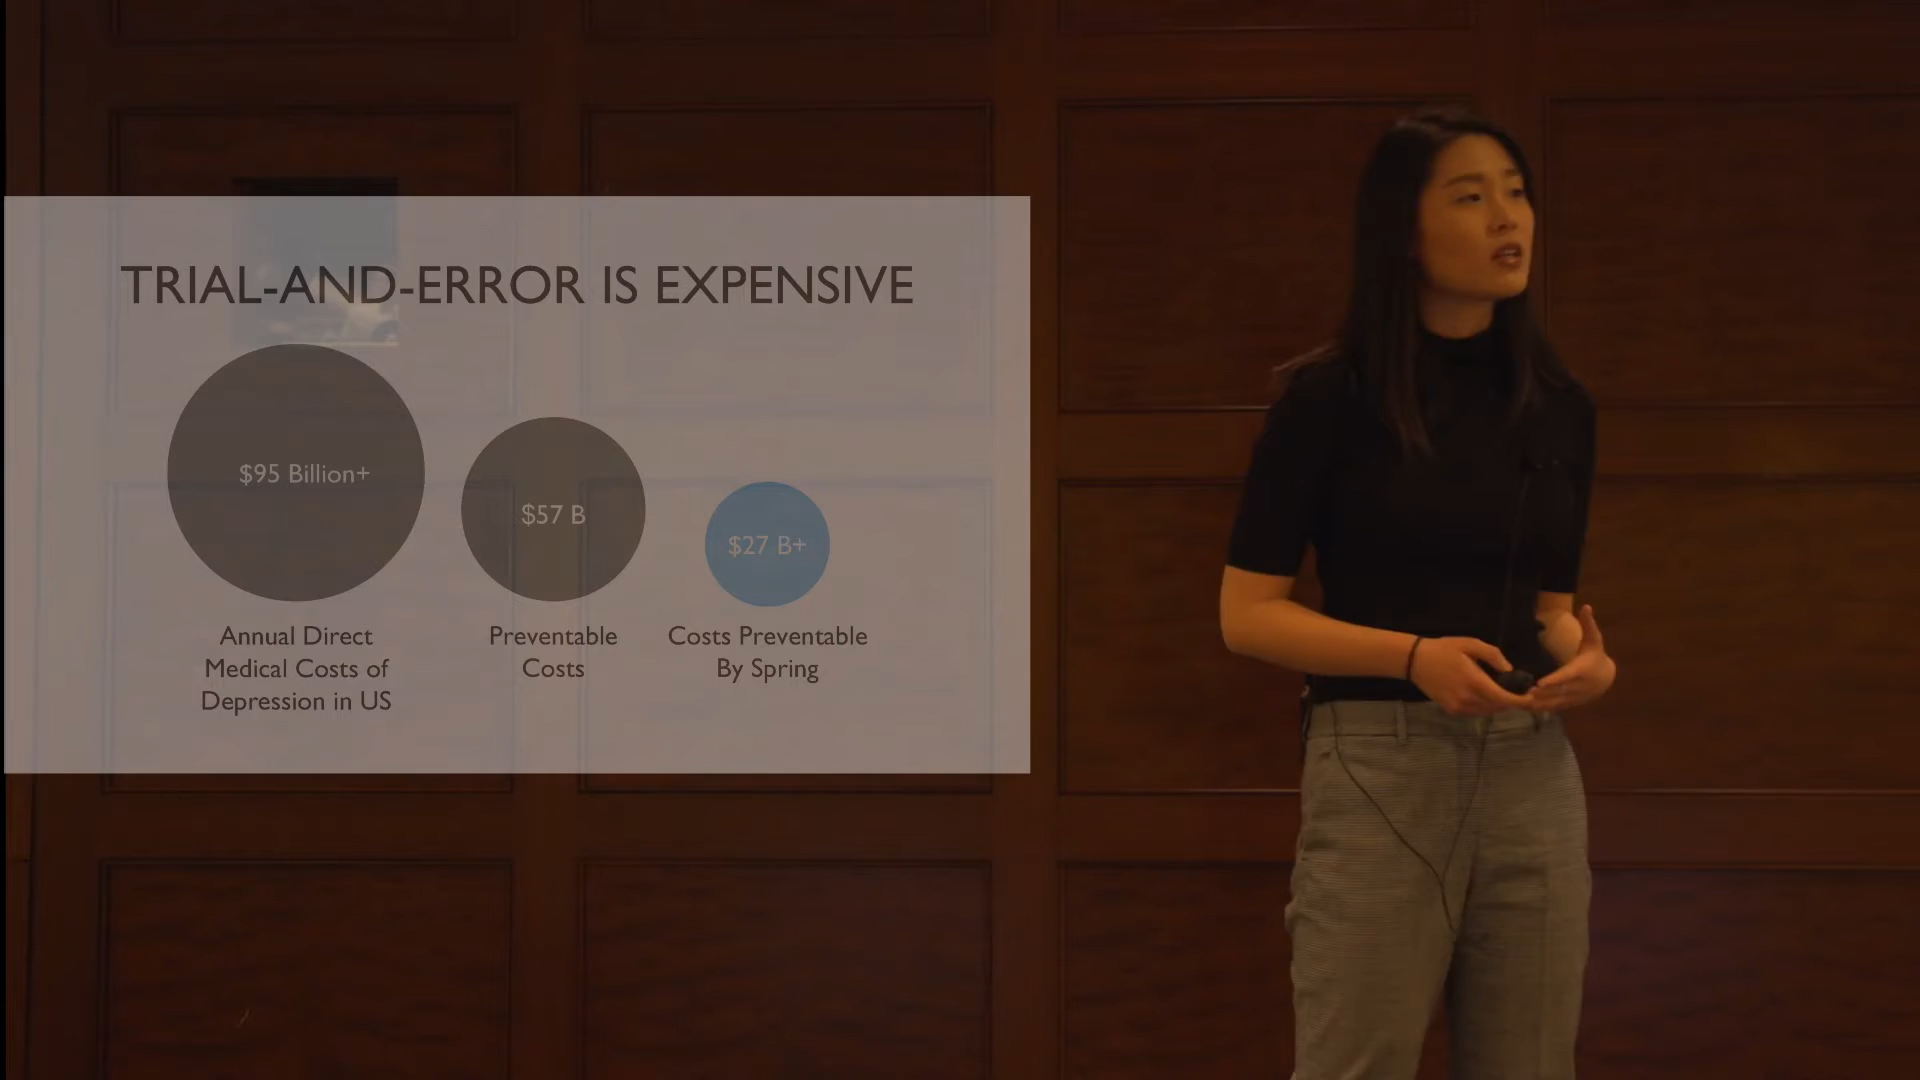 TRIAL-AND-ERROR IS EXPENSIVE
$95 Billion+
$57 B
$27 B+
Annual Direct
Medical Costs of
Depression in US
Preventable
Costs
Costs Preventable
By Spring